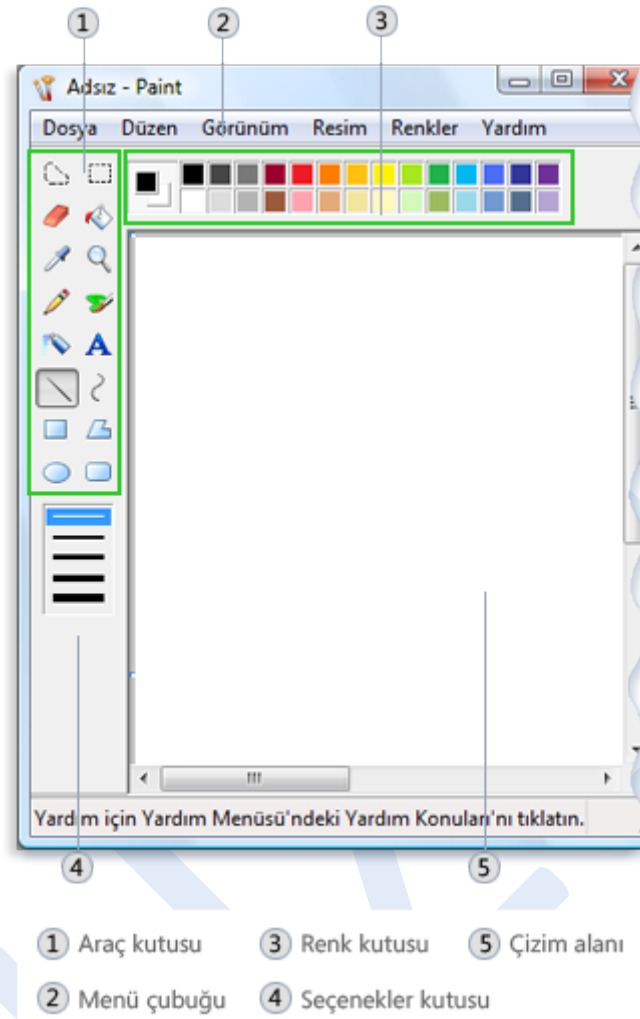 1 2 3
Adsız - Paint
Dosya Düzen Görünüm Resim Renkler Yardım
A
Yardım için Yardım Menüsü'ndeki Yardım Konuları'nı tıklatın.
4 5
1 Araç kutusu 3 Renk kutusu 5 Çizim alanı
2 Menü çubuğu 4 Seçenekler kutusu